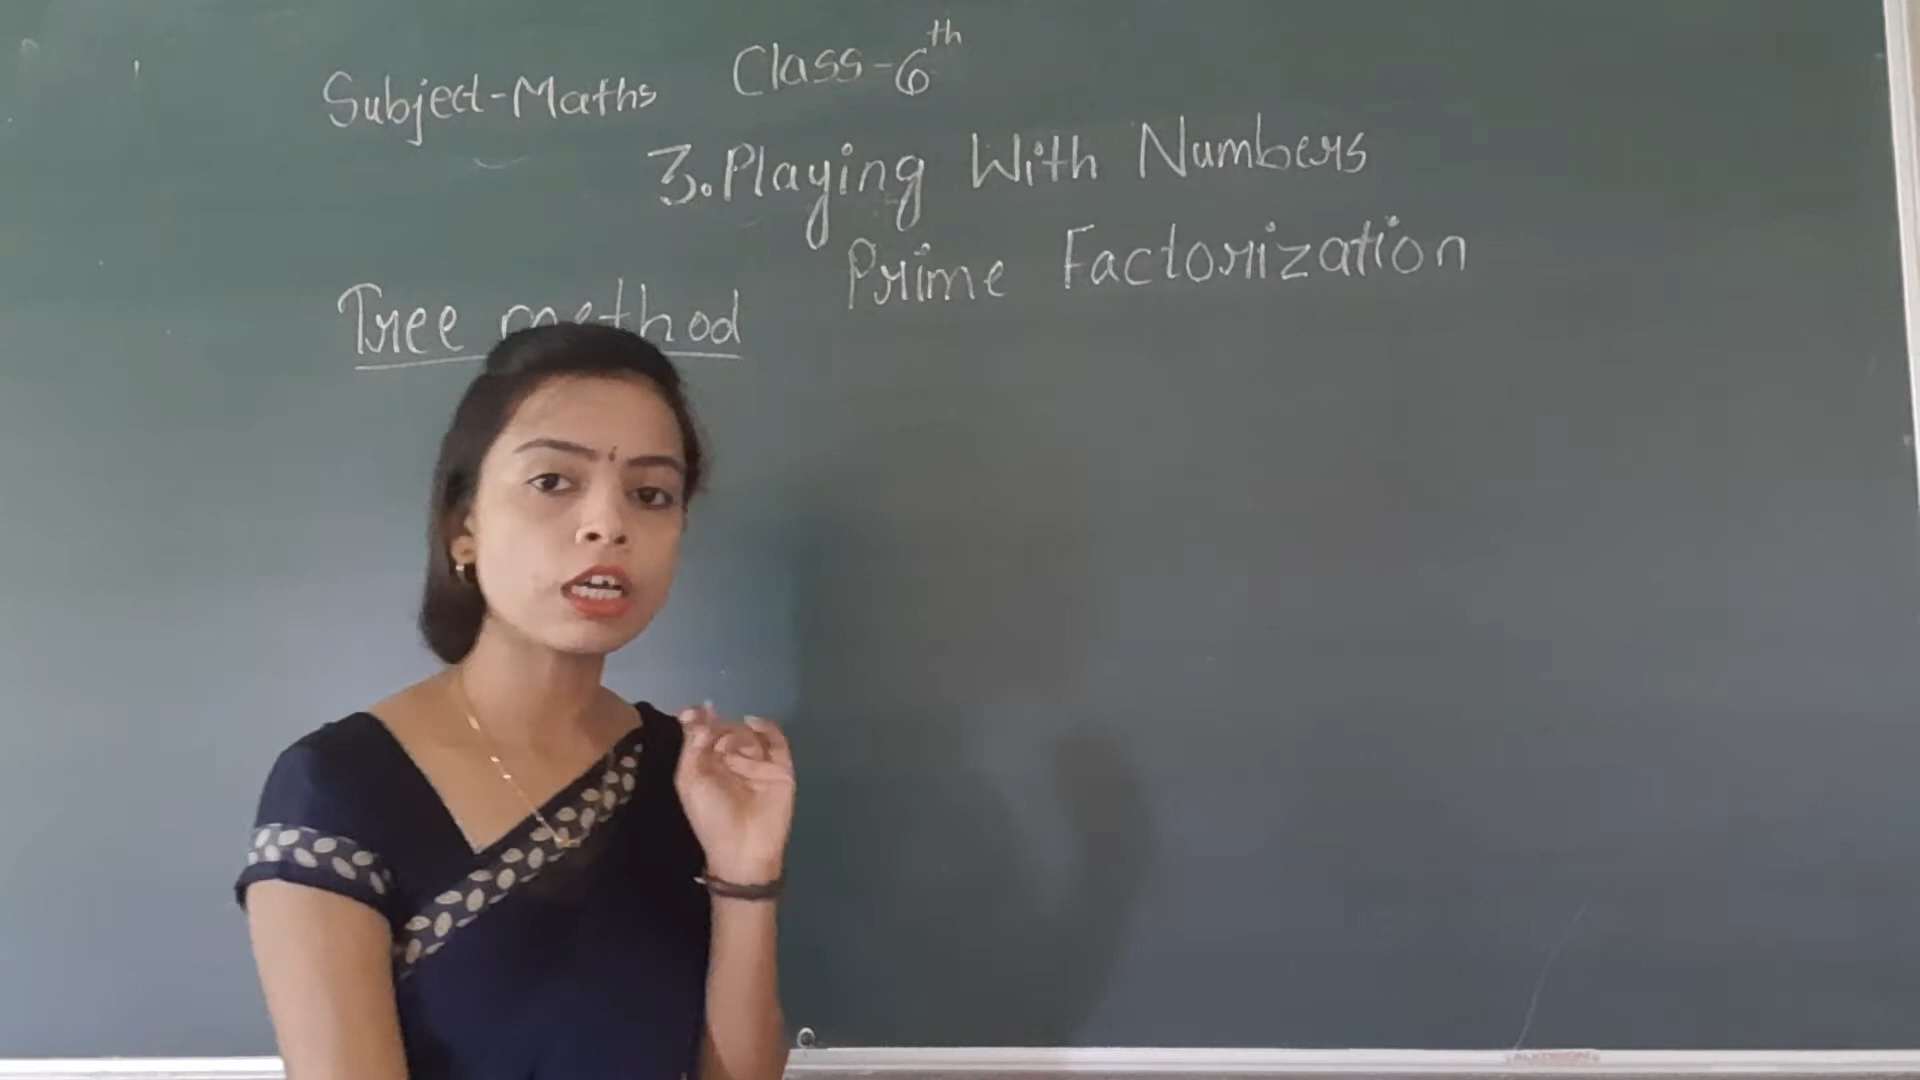 Subject-Maths Class-6th
3. Playing With Numbers
Prime Factorization
Tree method